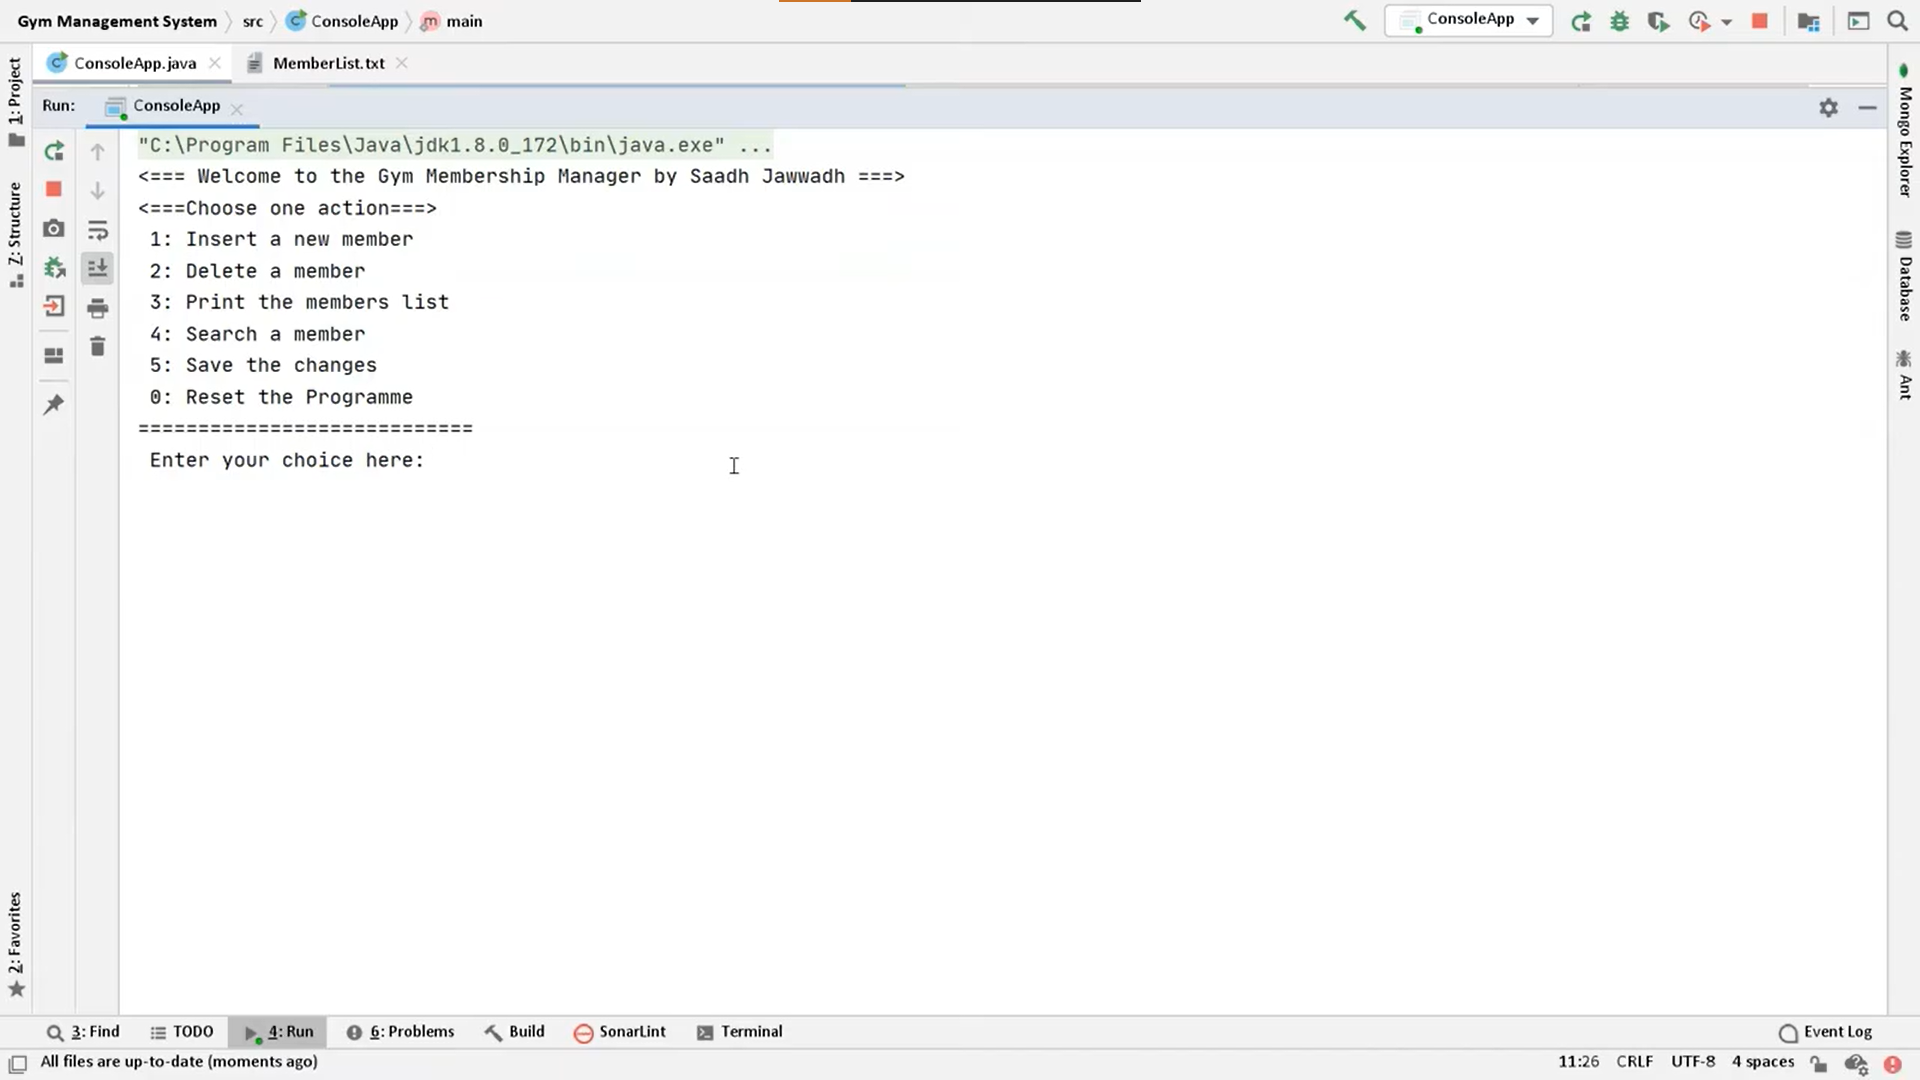 Gym Management System src ConsoleApp main ConsoleApp
ConsoleApp.java MemberList.txt
Run: ConsoleApp
"C:\Program Files\Java\jdk1.8.0_172\bin\java.exe" ...
<=== Welcome to the Gym Membership Manager by Saadh Jawwadh ===>
<===Choose one action===>
1: Insert a new member
2: Delete a member
3: Print the members list
4: Search a member
5: Save the changes
0: Reset the Programme
============================
Enter your choice here:
1: Project
Z: Structure
2: Favorites
Mongo Explorer
Database
Ant
3: Find TODO 4: Run 6: Problems Build SonarLint Terminal Event Log
All files are up-to-date (moments ago) 11:26 CRLF UTF-8 4 spaces